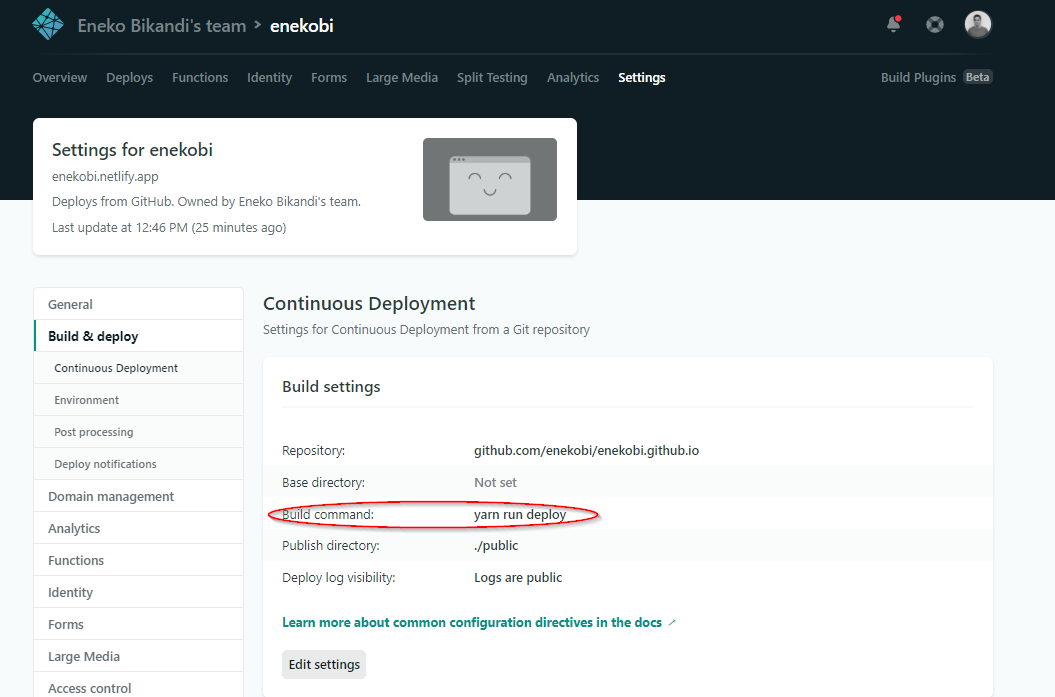 Eneko Bikandi's team > enekobi
Overview Deploys Functions Identity Forms Large Media Split Testing Analytics Settings Build Plugins Beta
Settings for enekobi
enekobi.netlify.app
Deploys from GitHub. Owned by Eneko Bikandi's team.
Last update at 12:46 PM (25 minutes ago)
General
Build & deploy
Continuous Deployment
Environment
Post processing
Deploy notifications
Domain management
Analytics
Functions
Identity
Forms
Large Media
Access control
Continuous Deployment
Settings for Continuous Deployment from a Git repository
Build settings
Repository: github.com/enekobi/enekobi.github.io
Base directory: Not set
Build command: yarn run deploy
Publish directory: ./public
Deploy log visibility: Logs are public
Learn more about common configuration directives in the docs ↗
Edit settings